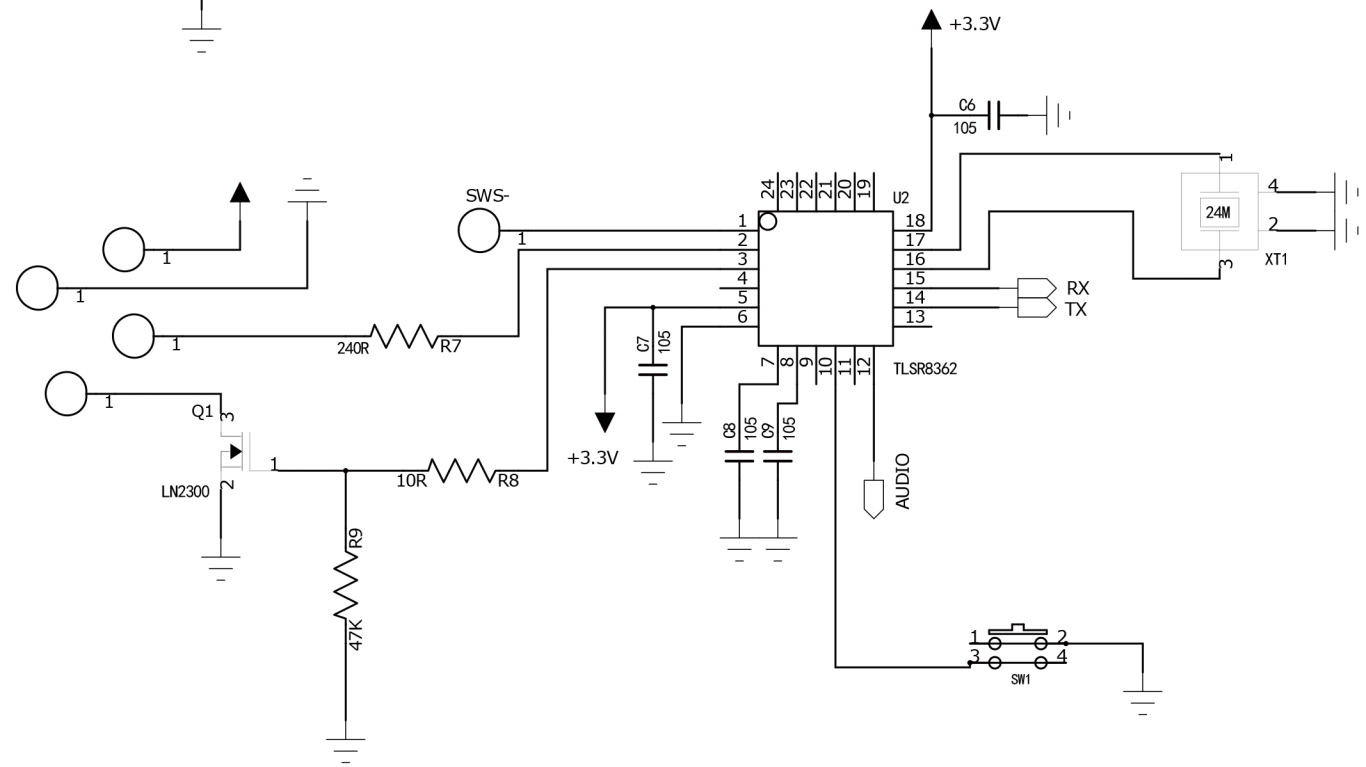 +3.3V
C6
105
1
24
23
22
21
20
19
U2
SWS-
4
24M
1
18
1
2
17
2
1
3
16
3
XT1
1
4
15
RX
5
14
TX
6
13
1
240R
R7
C7
105
7
8
9
10
11
12
TLSR8362
1
Q1
3
C8
105
C9
105
+3.3V
1
10R
R8
AUDIO
LN2300
2
R9
47K
1
2
3
4
SW1